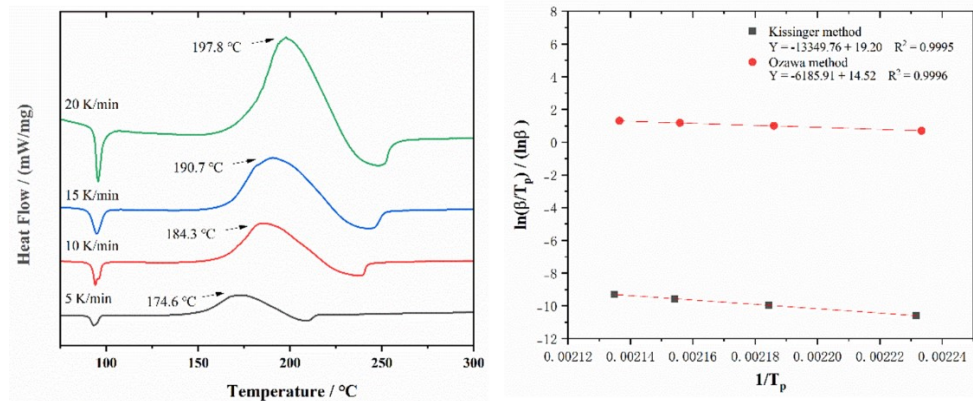 Heat Flow / (mW/mg)
20 K/min
197.8 ℃
15 K/min
190.7 ℃
10 K/min
184.3 ℃
5 K/min
174.6 ℃
100 150 200 250 300
Temperature / ℃
ln(β/Tp) / (lnβ )
8
6
4
2
0
-2
-4
-6
-8
-10
-12
Kissinger method
Y = -13349.76 + 19.20 R² = 0.9995
Ozawa method
Y = -6185.91 + 14.52 R² = 0.9996
0.00212 0.00214 0.00216 0.00218 0.00220 0.00222 0.00224
1/Tp